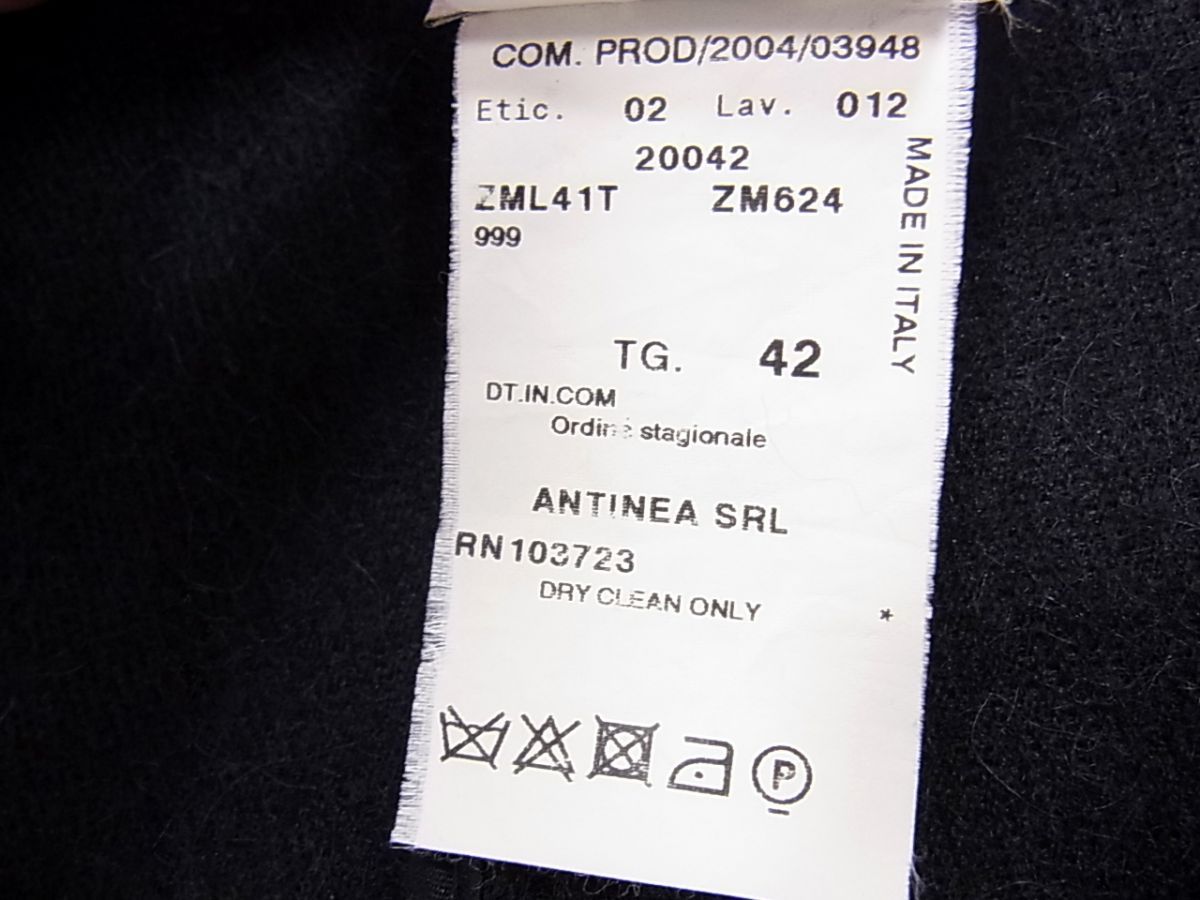 COM. PROD/2004/03948
Etic. 02 Lav. 012
20042
ZML41T ZM624
999
MADE IN ITALY
TG. 42
DT.IN.COM
Ordine stagionale
ANTINEA SRL
RN103723
DRY CLEAN ONLY *
P